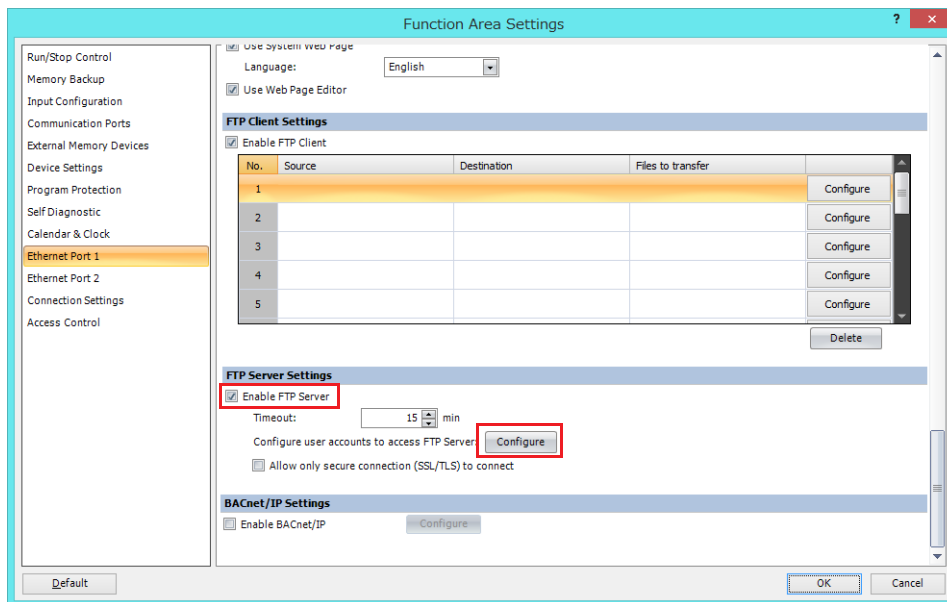 Function Area Settings
?
×
Run/Stop Control
Memory Backup
Input Configuration
Communication Ports
External Memory Devices
Device Settings
Program Protection
Self Diagnostic
Calendar & Clock
Ethernet Port 1
Ethernet Port 2
Connection Settings
Access Control
Use System Web Page
Language: English
Use Web Page Editor
FTP Client Settings
Enable FTP Client
No. Source Destination Files to transfer
1 Configure
2 Configure
3 Configure
4 Configure
5 Configure
Delete
FTP Server Settings
Enable FTP Server
Timeout: 15 min
Configure user accounts to access FTP Server: Configure
Allow only secure connection (SSL/TLS) to connect
BACnet/IP Settings
Enable BACnet/IP Configure
Default OK Cancel